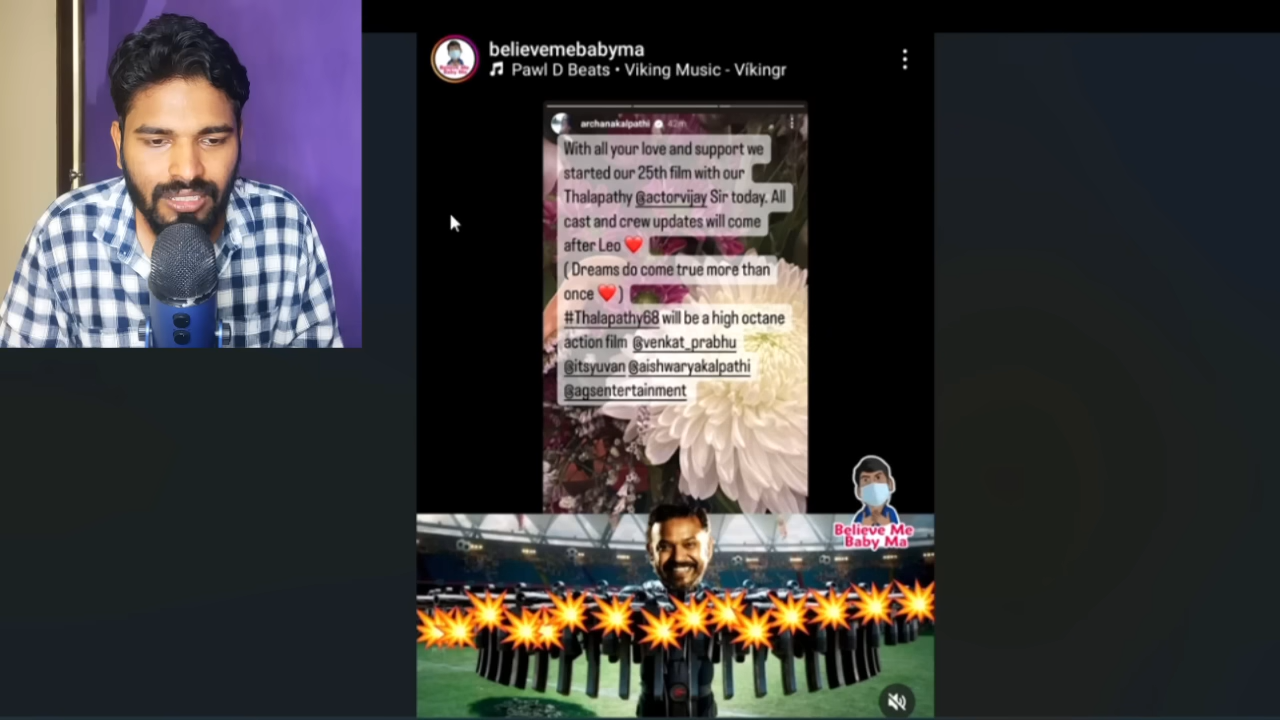 believemebabyma
Pawl D Beats • Viking Music - Víkingr
archanakalpathi 42m
With all your love and support we
started our 25th film with our
Thalapathy @actorvijay Sir today. All
cast and crew updates will come
after Leo ❤️
( Dreams do come true more than
once ❤️ )
#Thalapathy68 will be a high octane
action film @venkat_prabhu
@itsyuvan @aishwaryakalpathi
@agsentertainment
Believe Me
Baby Ma